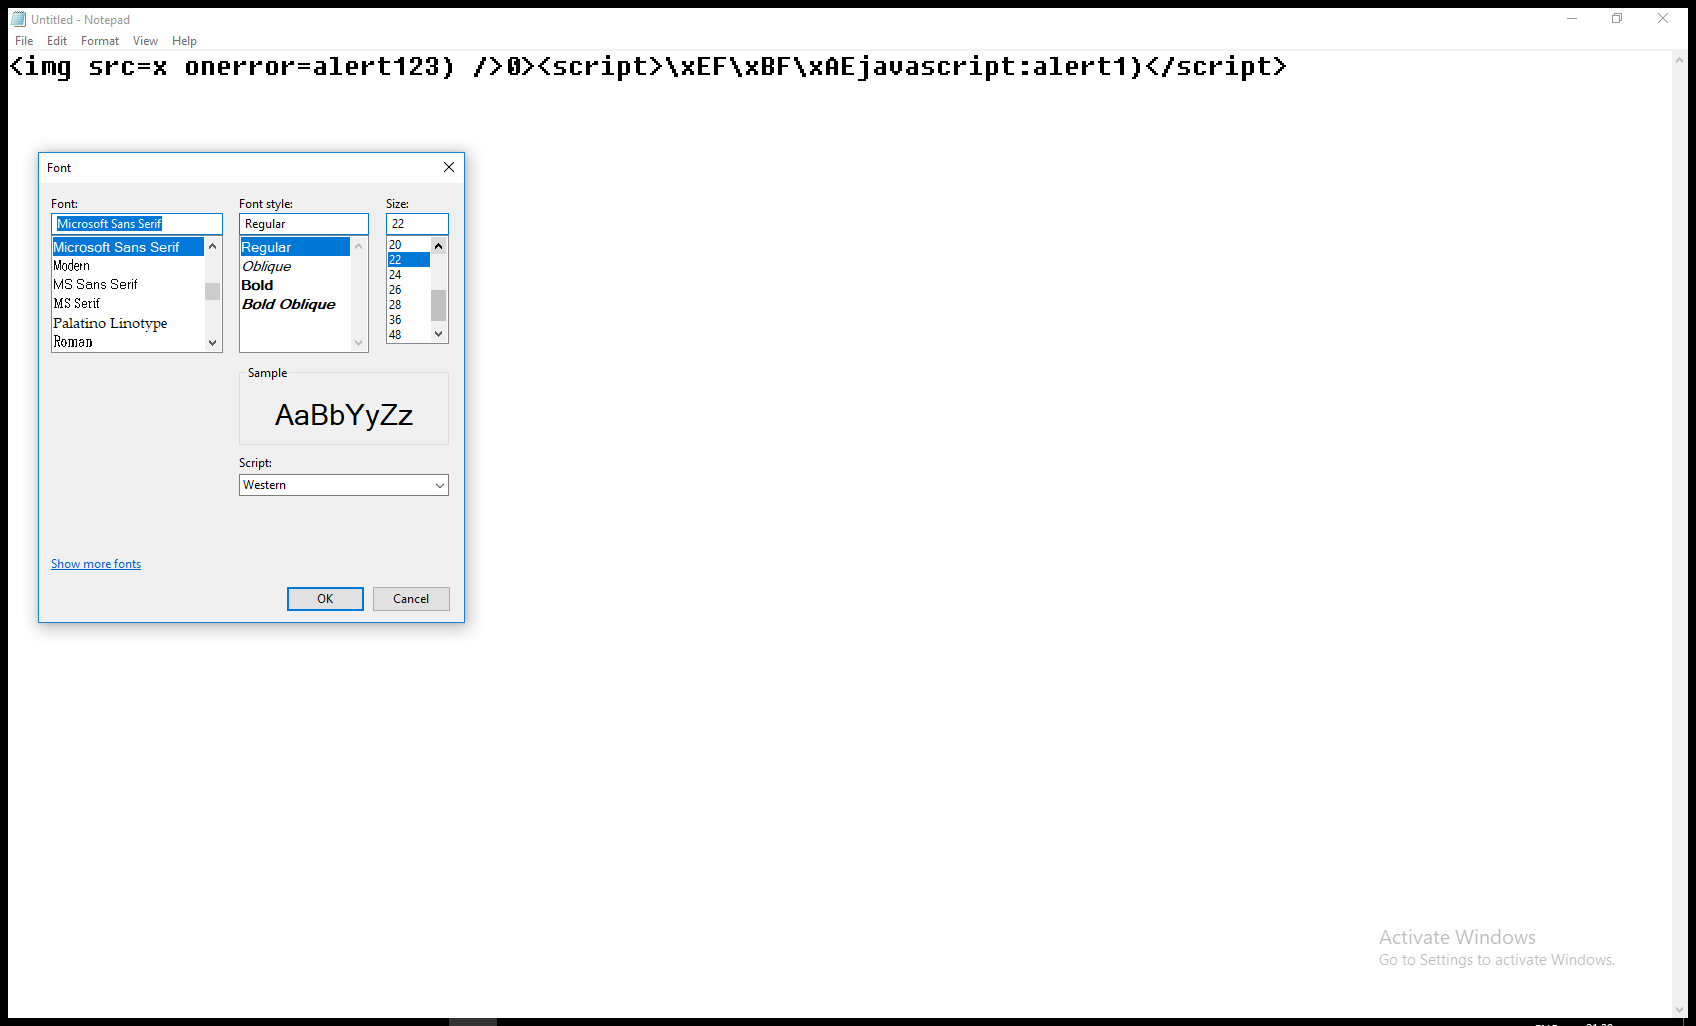 Untitled - Notepad
File Edit Format View Help
<img src=x onerror=alert123) />0><script>\xEF\xBF\xAEjavascript:alert1)</script>
Font
Font: Font style: Size:
Microsoft Sans Serif Regular 22
Microsoft Sans Serif
Modern
MS Sans Serif
MS Serif
Palatino Linotype
Roman
Regular
Oblique
Bold
Bold Oblique
20
22
24
26
28
36
48
Sample
AaBbYyZz
Script:
Western
Show more fonts
OK Cancel
Activate Windows
Go to Settings to activate Windows.